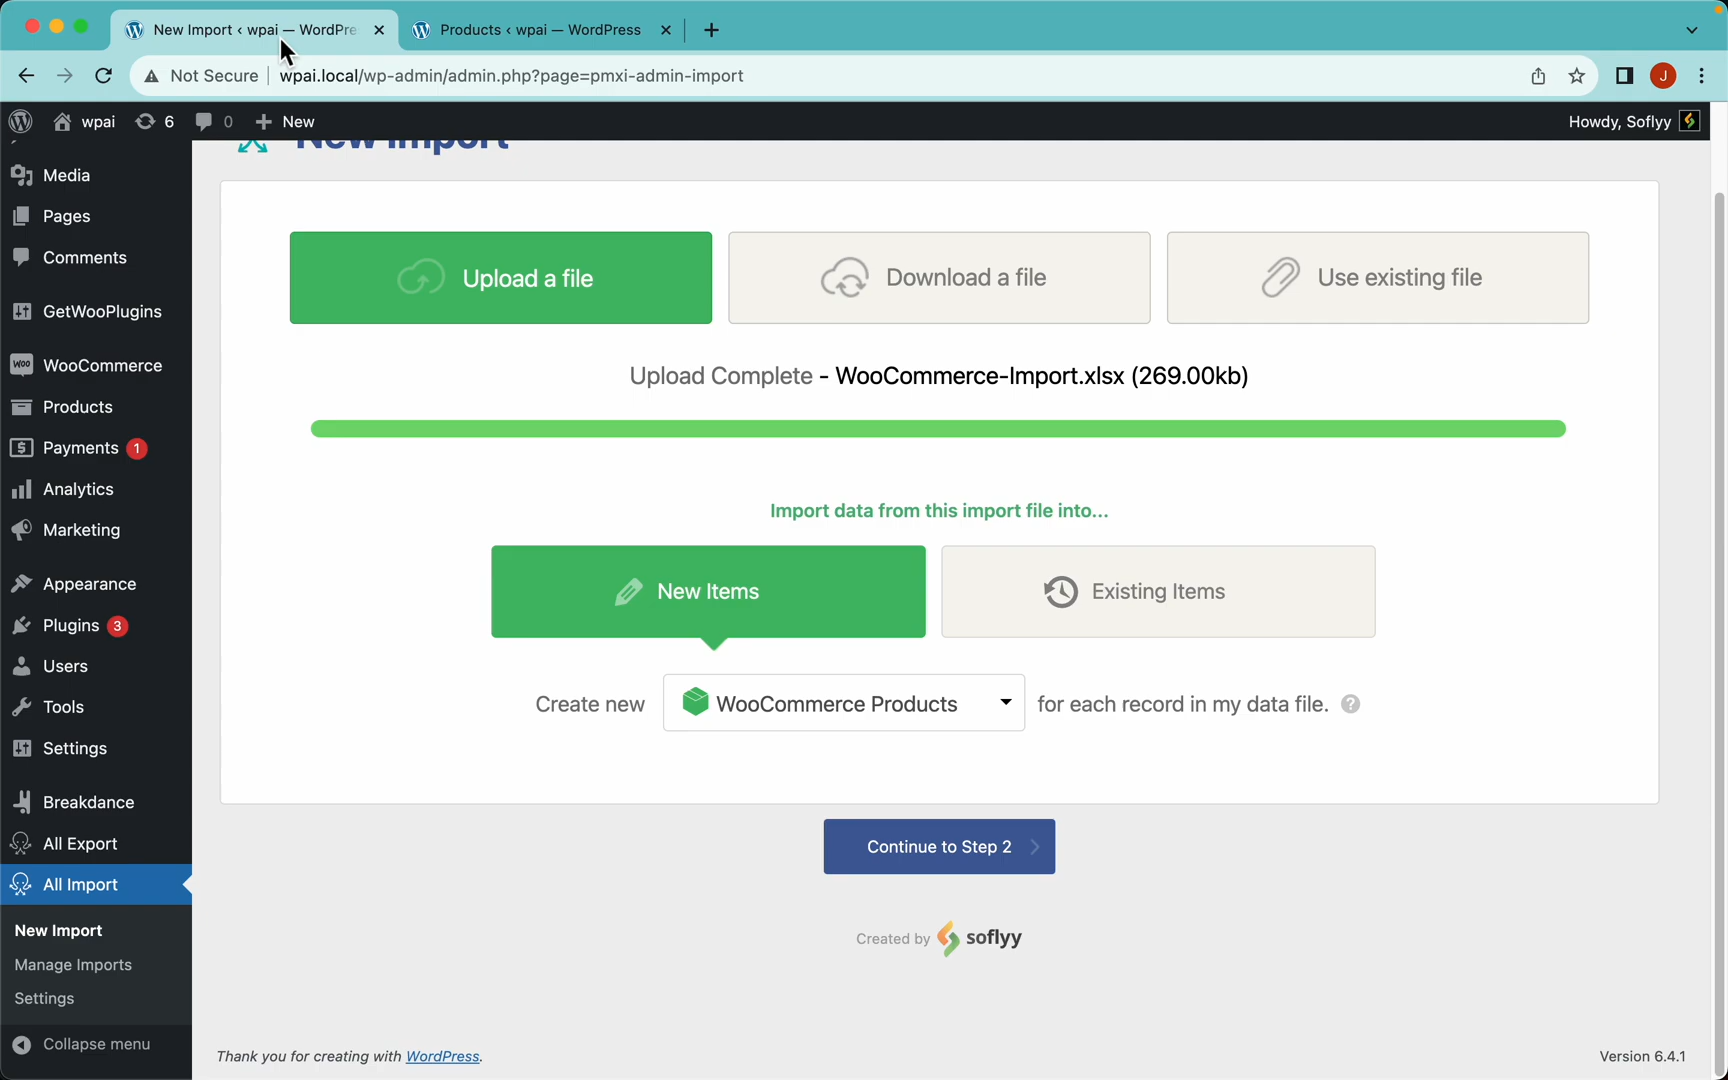 New Import ‹ wpai — WordPre
Products ‹ wpai — WordPress
Not Secure
wpai.local/wp-admin/admin.php?page=pmxi-admin-import
J
wpai
6
0
New
Howdy, Soflyy
New Import
Media
Pages
Comments
GetWooPlugins
WooCommerce
Products
Payments 1
Analytics
Marketing
Appearance
Plugins 3
Users
Tools
Settings
Breakdance
All Export
All Import
New Import
Manage Imports
Settings
Collapse menu
Upload a file
Download a file
Use existing file
Upload Complete - WooCommerce-Import.xlsx (269.00kb)
Import data from this import file into...
New Items
Existing Items
Create new
WooCommerce Products
for each record in my data file. ?
Continue to Step 2
Created by soflyy
Thank you for creating with WordPress.
Version 6.4.1